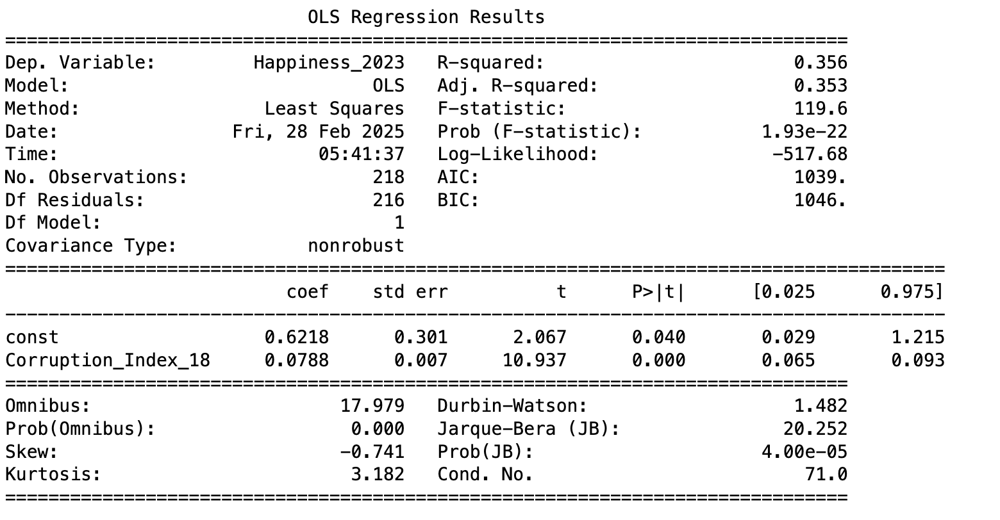 OLS Regression Results
==============================================================================
Dep. Variable:         Happiness_2023   R-squared:                       0.356
Model:                            OLS   Adj. R-squared:                  0.353
Method:                 Least Squares   F-statistic:                     119.6
Date:                Fri, 28 Feb 2025   Prob (F-statistic):           1.93e-22
Time:                        05:41:37   Log-Likelihood:                -517.68
No. Observations:                 218   AIC:                             1039.
Df Residuals:                     216   BIC:                             1046.
Df Model:                           1
Covariance Type:            nonrobust
=======================================================================================
                          coef    std err          t      P>|t|      [0.025      0.975]
---------------------------------------------------------------------------------------
const                   0.6218      0.301      2.067      0.040       0.029       1.215
Corruption_Index_18     0.0788      0.007     10.937      0.000       0.065       0.093
==============================================================================
Omnibus:                       17.979   Durbin-Watson:                   1.482
Prob(Omnibus):                  0.000   Jarque-Bera (JB):               20.252
Skew:                          -0.741   Prob(JB):                     4.00e-05
Kurtosis:                       3.182   Cond. No.                         71.0
==============================================================================